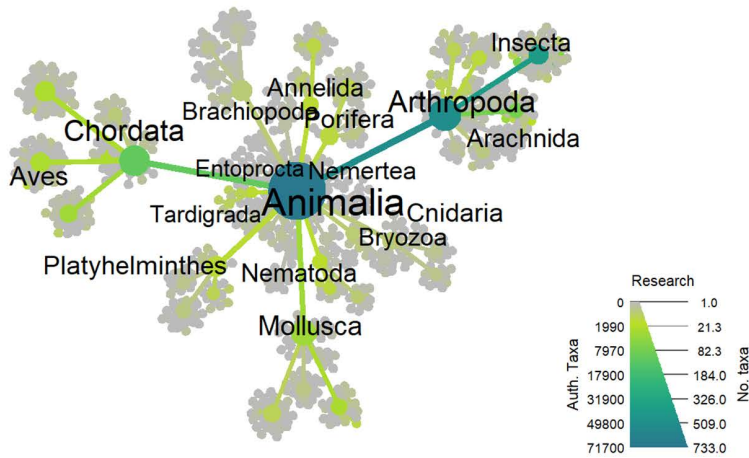 Insecta
Annelida
Arthropoda
Brachiopoda
Porifera
Chordata
Arachnida
Entoprocta
Nemertea
Aves
Animalia
Tardigrada
Cnidaria
Bryozoa
Platyhelminthes
Nematoda
Mollusca
Research
0 1.0
1990 21.3
7970 82.3
17900 184.0
31900 326.0
49800 509.0
71700 733.0
Auth. Taxa
No. taxa